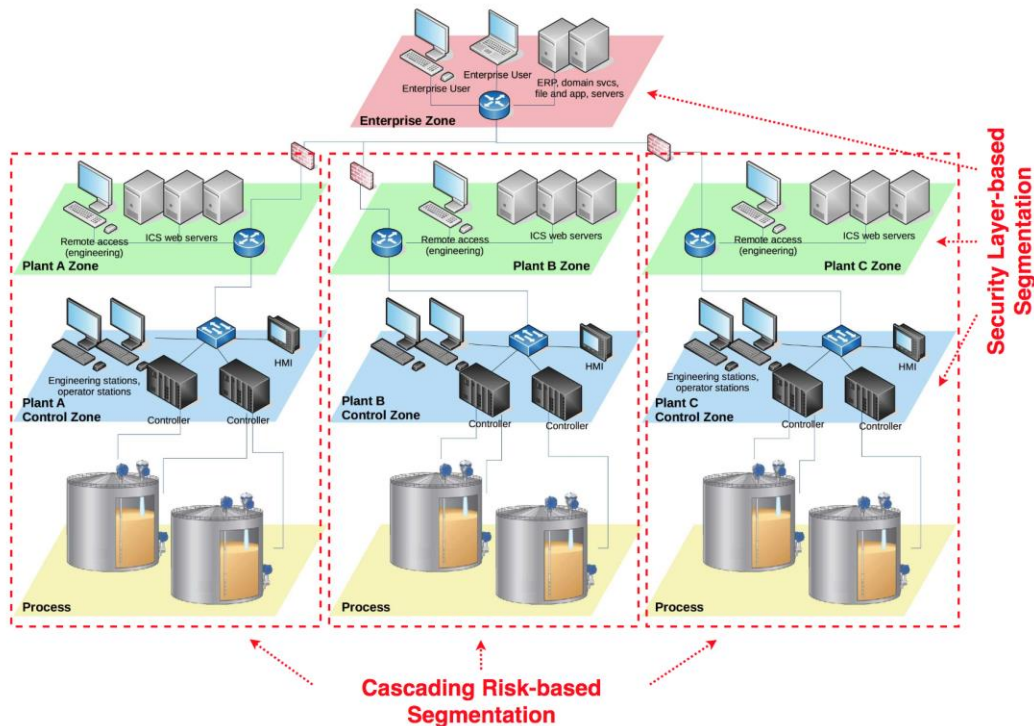 Enterprise User
Enterprise User
ERP, domain svcs,
file and app, servers
Enterprise Zone
Remote access
(engineering)
ICS web servers
Plant A Zone
Remote access
(engineering)
ICS web servers
Plant B Zone
Remote access
(engineering)
ICS web servers
Plant C Zone
Security Layer-based
Segmentation
HMI
Engineering stations,
operator stations
Plant A
Control Zone
Controller
Controller
HMI
Plant B
Control Zone
Controller
Controller
HMI
Engineering stations,
operator stations
Plant C
Control Zone
Controller
Controller
Process
Process
Process
Cascading Risk-based
Segmentation